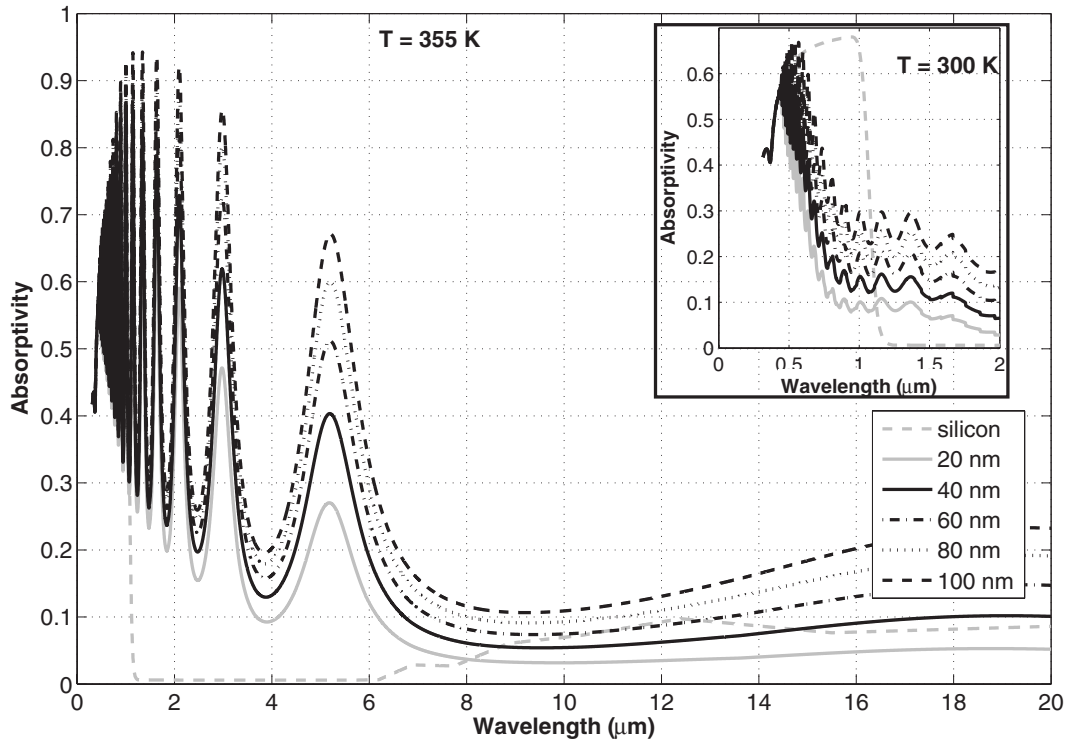 T = 355 K
Absorptivity
1
0.9
0.8
0.7
0.6
0.5
0.4
0.3
0.2
0.1
0
0 2 4 6 8 10 12 14 16 18 20
Wavelength (μm)
T = 300 K
Absorptivity
0.6
0.5
0.4
0.3
0.2
0.1
0
0 0.5 1 1.5 2
Wavelength (μm)
silicon
20 nm
40 nm
60 nm
80 nm
100 nm